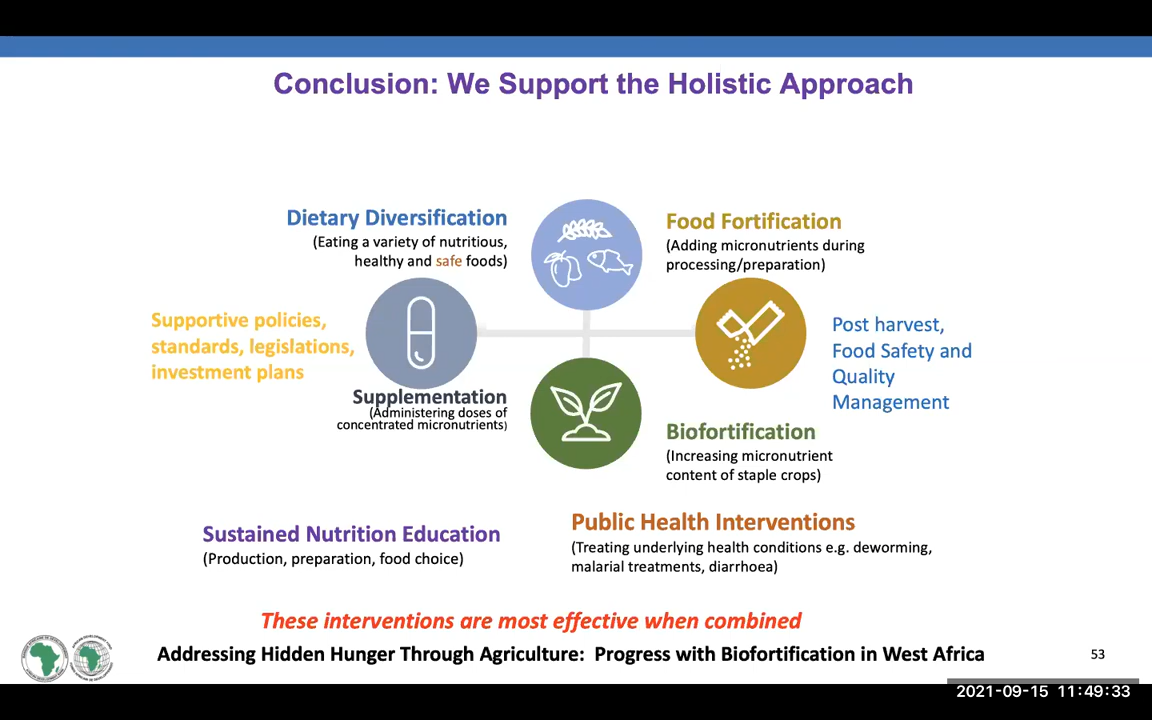 Conclusion: We Support the Holistic Approach
Dietary Diversification
(Eating a variety of nutritious,
healthy and safe foods)
Food Fortification
(Adding micronutrients during
processing/preparation)
Supportive policies,
standards, legislations,
investment plans
Post harvest,
Food Safety and
Quality
Management
Supplementation
(Administering doses of
concentrated micronutrients)
Biofortification
(Increasing micronutrient
content of staple crops)
Sustained Nutrition Education
(Production, preparation, food choice)
Public Health Interventions
(Treating underlying health conditions e.g. deworming,
malarial treatments, diarrhoea)
These interventions are most effective when combined
Addressing Hidden Hunger Through Agriculture: Progress with Biofortification in West Africa
53
2021-09-15 11:49:33